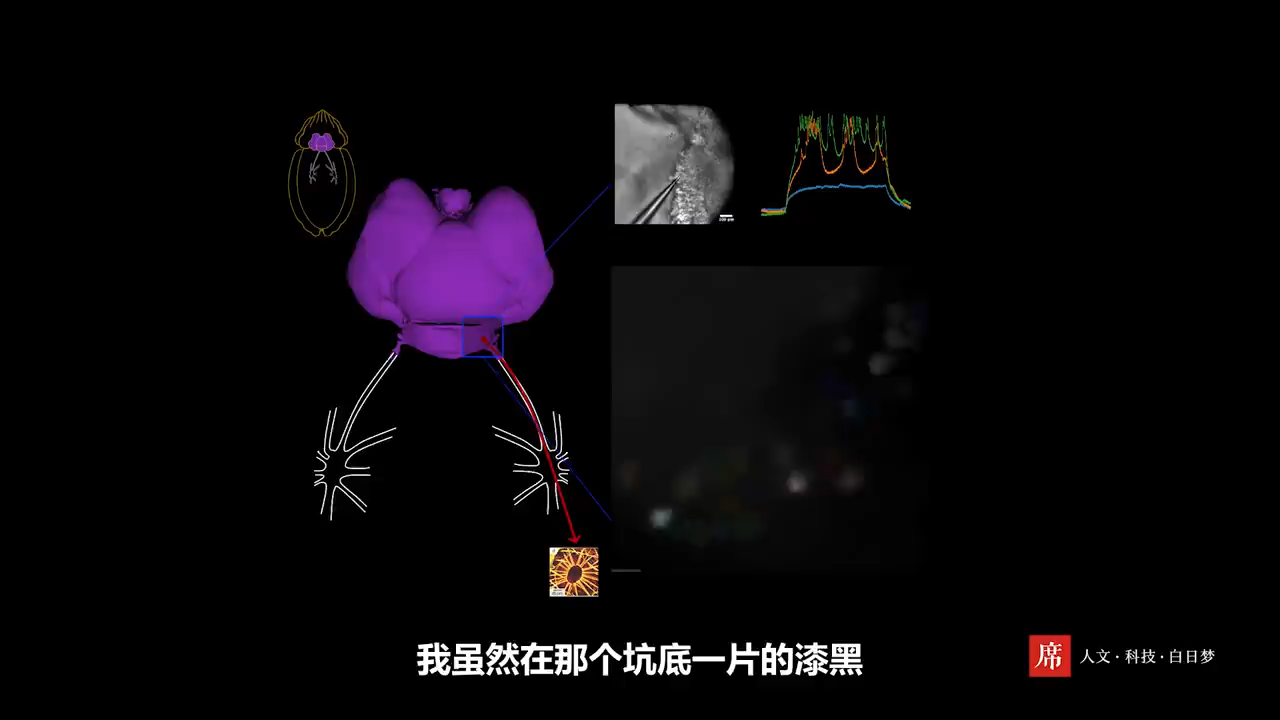 我虽然在那个坑底一片的漆黑
席
人文·科技·白日梦